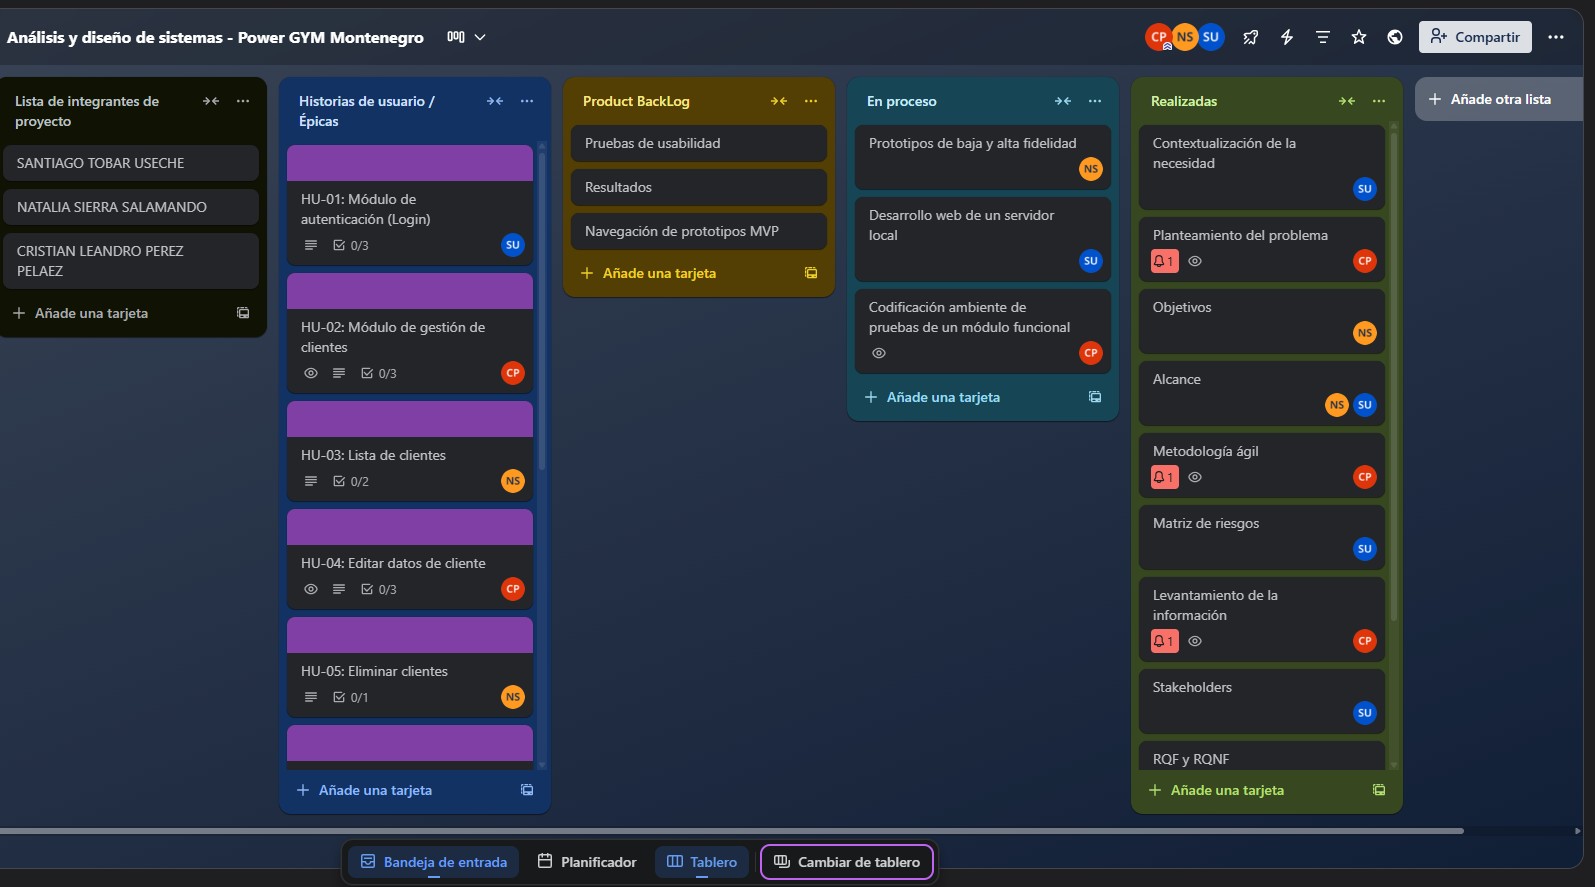 Análisis y diseño de sistemas - Power GYM Montenegro
CP
NS
SU
Compartir
Lista de integrantes de
proyecto
SANTIAGO TOBAR USECHE
NATALIA SIERRA SALAMANDO
CRISTIAN LEANDRO PEREZ
PELAEZ
Añade una tarjeta
Historias de usuario /
Épicas
HU-01: Módulo de
autenticación (Login)
0/3
SU
HU-02: Módulo de gestión de
clientes
0/3
CP
HU-03: Lista de clientes
0/2
NS
HU-04: Editar datos de cliente
0/3
CP
HU-05: Eliminar clientes
0/1
NS
Añade una tarjeta
Product BackLog
Pruebas de usabilidad
Resultados
Navegación de prototipos MVP
Añade una tarjeta
En proceso
Prototipos de baja y alta fidelidad
NS
Desarrollo web de un servidor
local
SU
Codificación ambiente de
pruebas de un módulo funcional
CP
Añade una tarjeta
Realizadas
Contextualización de la
necesidad
SU
Planteamiento del problema
1
CP
Objetivos
NS
Alcance
NS
SU
Metodología ágil
1
CP
Matriz de riesgos
SU
Levantamiento de la
información
1
CP
Stakeholders
SU
RQF y RQNF
Añade una tarjeta
Añade otra lista
Bandeja de entrada
Planificador
Tablero
Cambiar de tablero